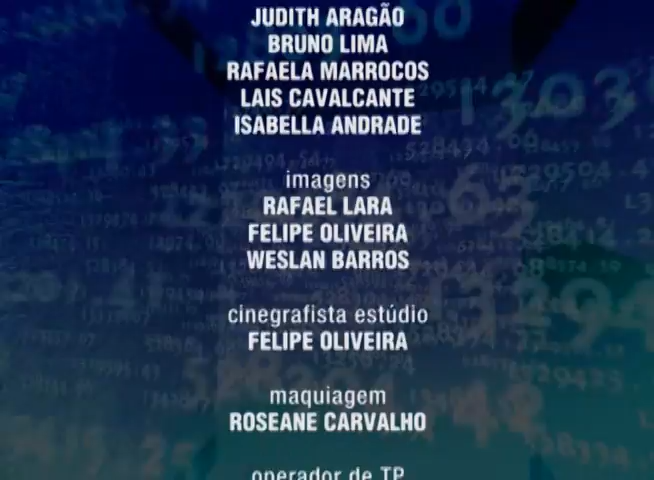 JUDITH ARAGÃO
BRUNO LIMA
RAFAELA MARROCOS
LAIS CAVALCANTE
ISABELLA ANDRADE
imagens
RAFAEL LARA
FELIPE OLIVEIRA
WESLAN BARROS
cinegrafista estúdio
FELIPE OLIVEIRA
maquiagem
ROSEANE CARVALHO
operador de TP